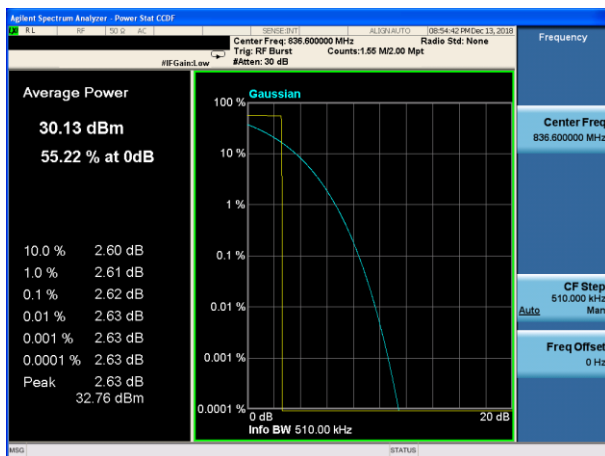 Agilent Spectrum Analyzer - Power Stat CCDF
RL RF 50 Ω AC SENSE:INT ALIGNAUTO 08:54:42 PM Dec 13, 2018
Center Freq: 836.600000 MHz Radio Std: None
Trig: RF Burst Counts:1.55 M/2.00 Mpt
#IFGain:Low #Atten: 30 dB
Frequency
Average Power
30.13 dBm
55.22 % at 0dB
10.0 % 2.60 dB
1.0 % 2.61 dB
0.1 % 2.62 dB
0.01 % 2.63 dB
0.001 % 2.63 dB
0.0001 % 2.63 dB
Peak 2.63 dB
32.76 dBm
Gaussian
100 %
10 %
1 %
0.1 %
0.01 %
0.001 %
0.0001 %
0 dB 20 dB
Info BW 510.00 kHz
Center Freq
836.600000 MHz
CF Step
510.000 kHz
Auto Man
Freq Offset
0 Hz
MSG STATUS